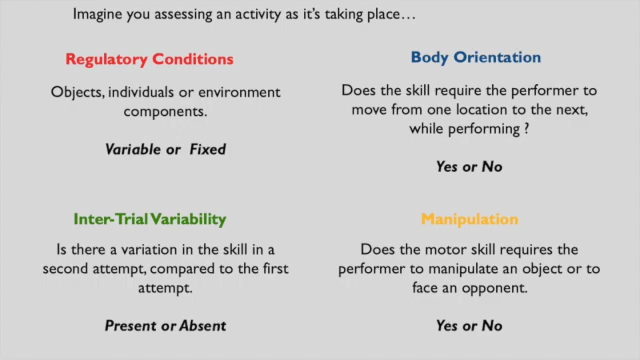 Imagine you assessing an activity as it's taking place…
Regulatory Conditions
Objects, individuals or environment
components.
Variable or Fixed
Body Orientation
Does the skill require the performer to
move from one location to the next,
while performing ?
Yes or No
Inter-Trial Variability
Is there a variation in the skill in a
second attempt, compared to the first
attempt.
Present or Absent
Manipulation
Does the motor skill requires the
performer to manipulate an object or to
face an opponent.
Yes or No